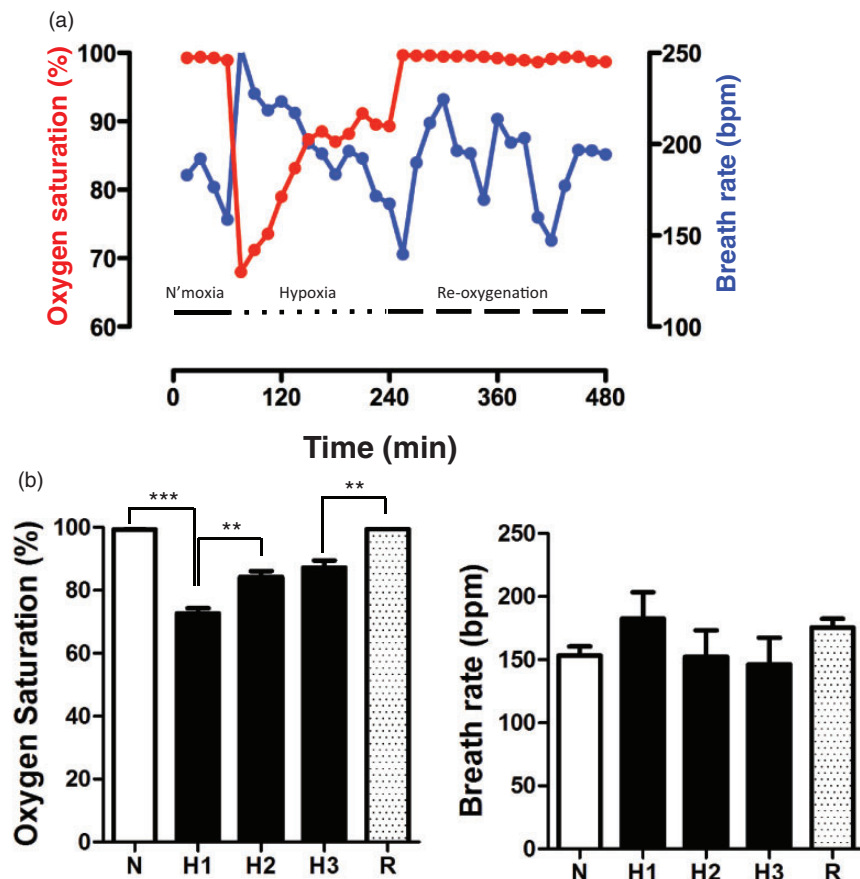 (a)
Oxygen saturation (%)
100
90
80
70
60
N'moxia
Hypoxia
Re-oxygenation
250
200
150
100
Breath rate (bpm)
0
120
240
360
480
Time (min)
(b)
Oxygen Saturation (%)
100
80
60
40
20
0
***
**
**
N
H1
H2
H3
R
Breath rate (bpm)
250
200
150
100
50
0
N
H1
H2
H3
R